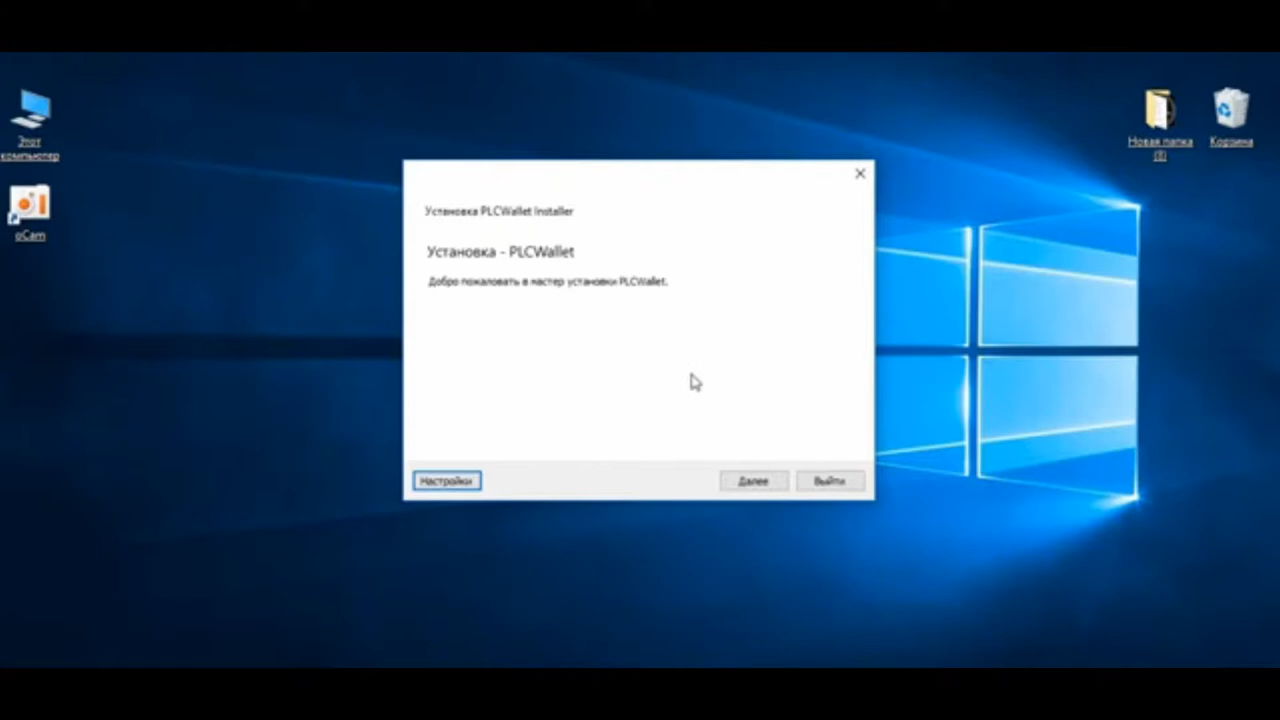 Этот
компьютер
oCam
Новая папка
(8)
Корзина
Установка PLCWallet Installer
Установка - PLCWallet
Добро пожаловать в мастер установки PLCWallet.
Настройки
Далее
Выйти